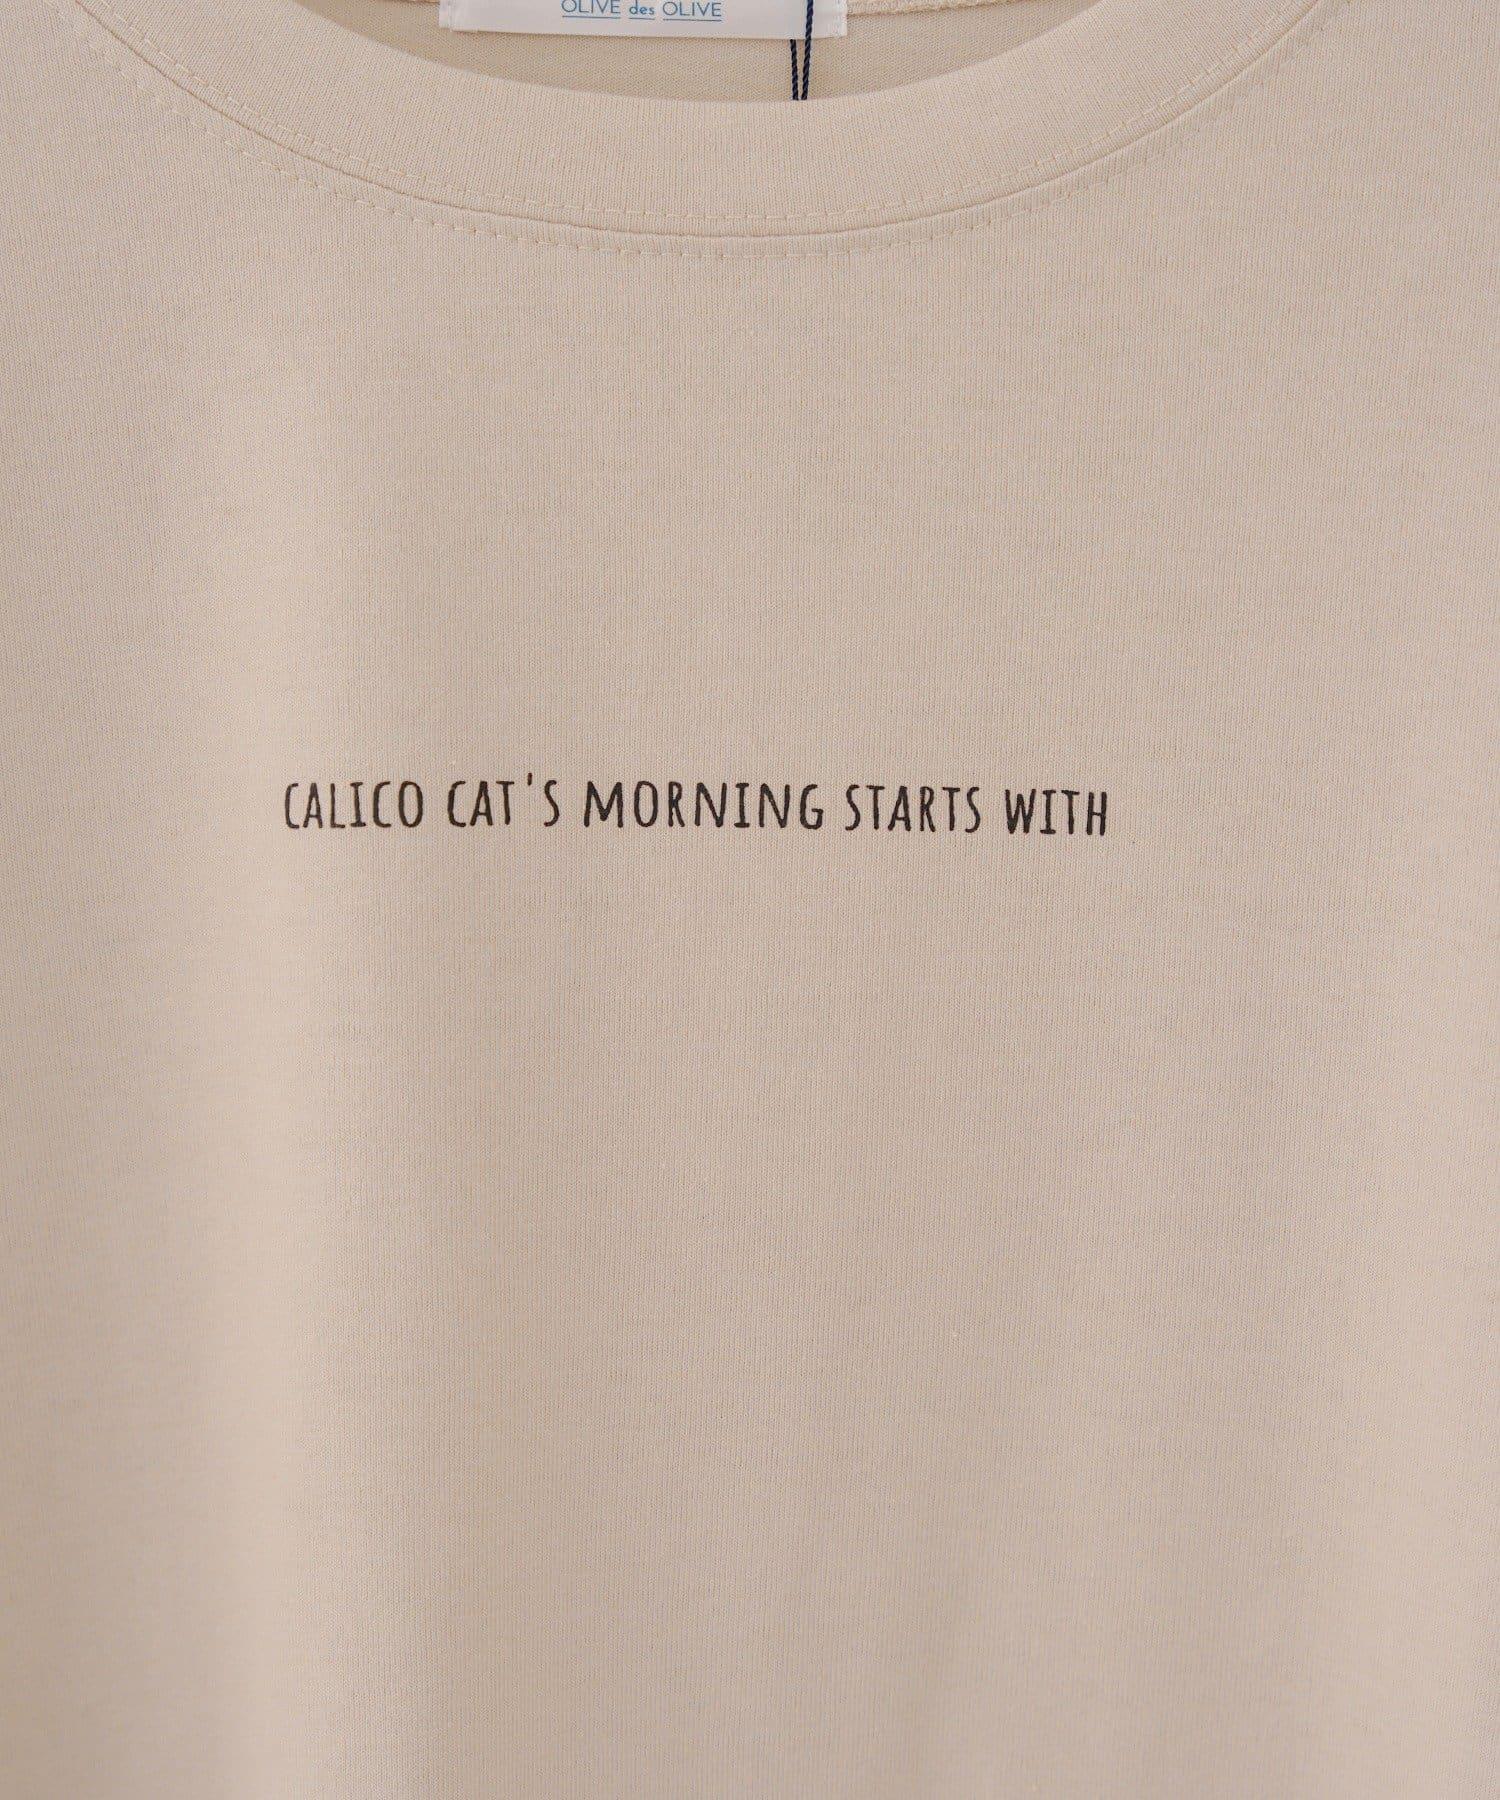 OLIVE des OLIVE
CALICO CAT'S MORNING STARTS WITH